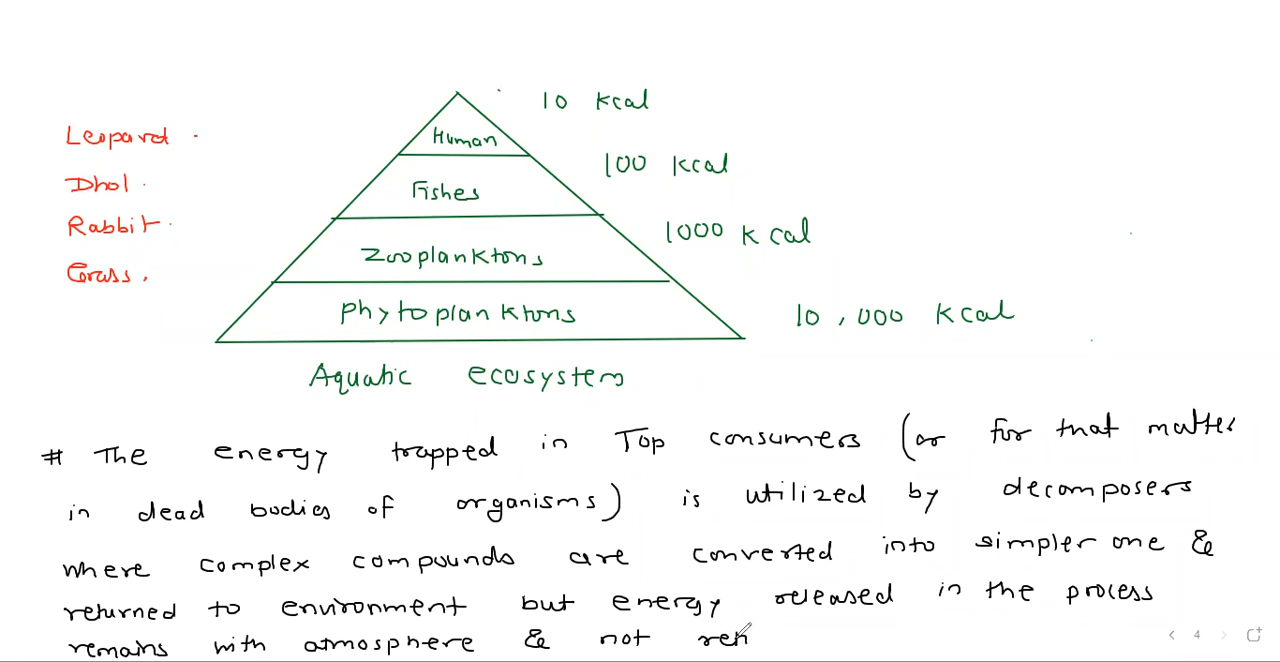 10 kcal
Leopard
Human
100 kcal
Dhol
Fishes
Rabbit
1000 kcal
Zooplanktons
Grass
Phytoplanktons
10,000 kcal
Aquatic ecosystem
# The energy trapped in Top consumers (or for that matter
in dead bodies of organisms) is utilized by decomposers
where complex compounds are converted into simpler one &
returned to environment but energy released in the process
remains with atmosphere & not ren
< 4 >